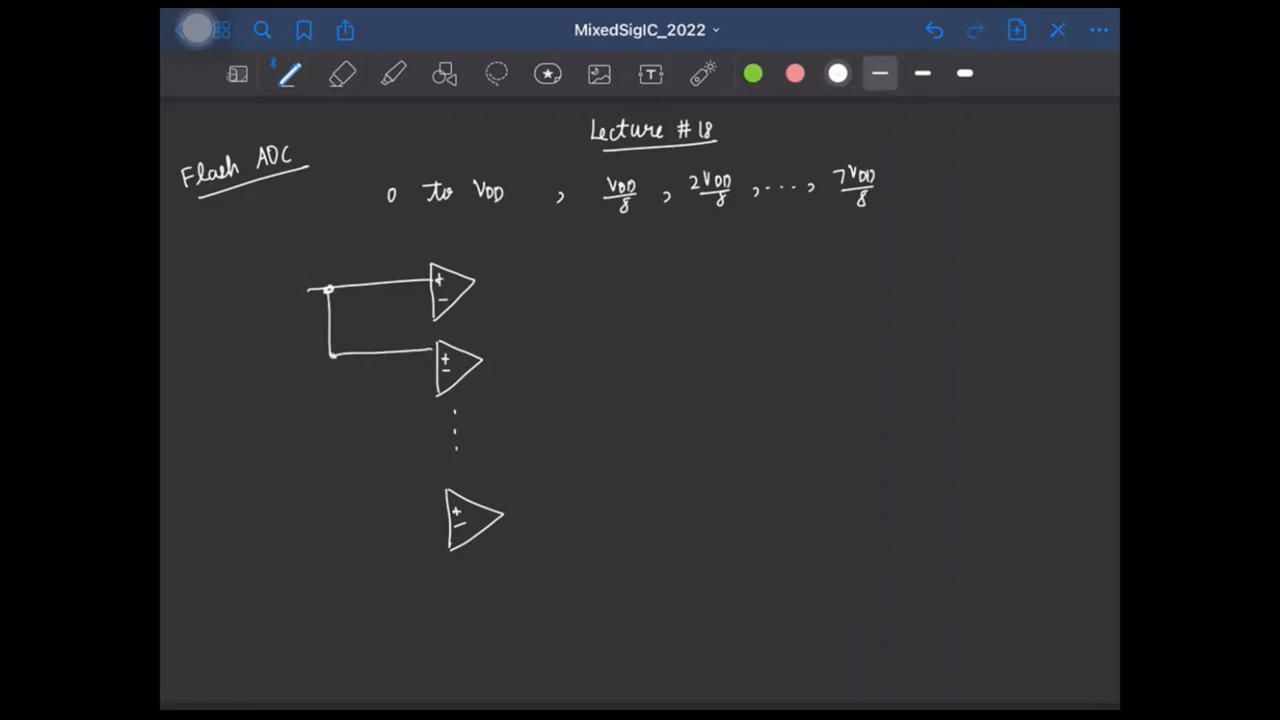 MixedSigIC_2022
T
Lecture #18
Flash ADC
0 to VDD , VDD/8 , 2VDD/8 , ... , 7VDD/8
+
-
+
-
+
-